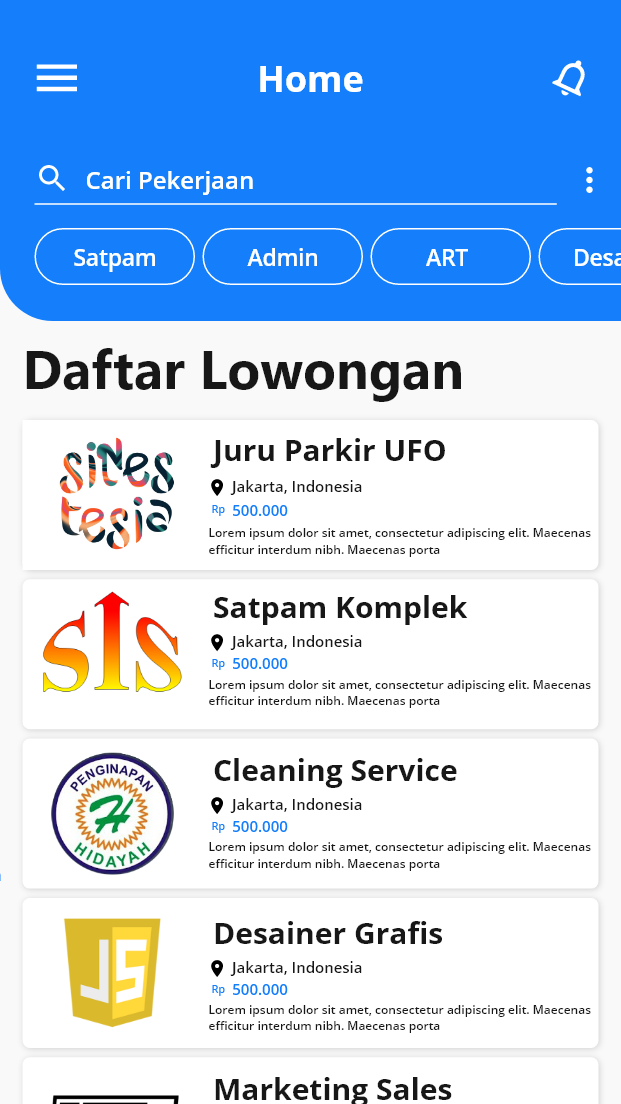 Home
Cari Pekerjaan
Satpam
Admin
ART
Desa
Daftar Lowongan
sines
tesia
Juru Parkir UFO
Jakarta, Indonesia
Rp 500.000
Lorem ipsum dolor sit amet, consectetur adipiscing elit. Maecenas
efficitur interdum nibh. Maecenas porta
sIs
Satpam Komplek
Jakarta, Indonesia
Rp 500.000
Lorem ipsum dolor sit amet, consectetur adipiscing elit. Maecenas
efficitur interdum nibh. Maecenas porta
PENGINAPAN
H
HIDAYAH
Cleaning Service
Jakarta, Indonesia
Rp 500.000
Lorem ipsum dolor sit amet, consectetur adipiscing elit. Maecenas
efficitur interdum nibh. Maecenas porta
JS
Desainer Grafis
Jakarta, Indonesia
Rp 500.000
Lorem ipsum dolor sit amet, consectetur adipiscing elit. Maecenas
efficitur interdum nibh. Maecenas porta
Marketing Sales